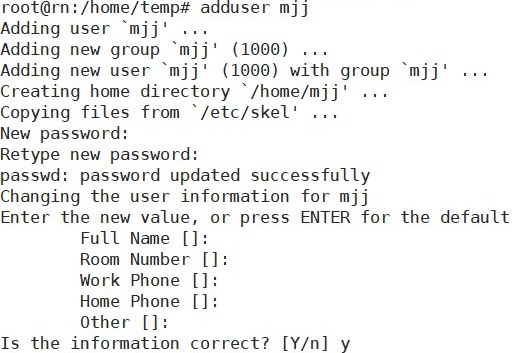 root@rn:/home/temp# adduser mjj
Adding user `mjj' ...
Adding new group `mjj' (1000) ...
Adding new user `mjj' (1000) with group `mjj' ...
Creating home directory `/home/mjj' ...
Copying files from `/etc/skel' ...
New password:
Retype new password:
passwd: password updated successfully
Changing the user information for mjj
Enter the new value, or press ENTER for the default
Full Name []:
Room Number []:
Work Phone []:
Home Phone []:
Other []:
Is the information correct? [Y/n] y